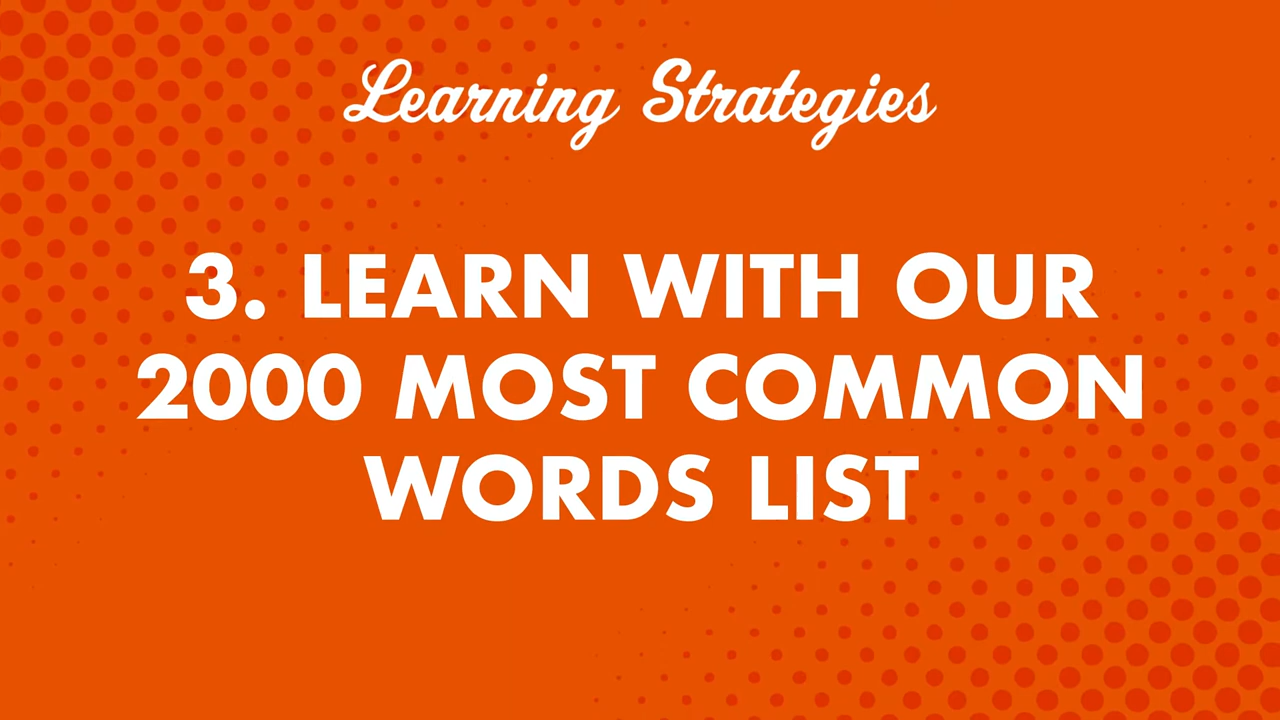 Learning Strategies
3. LEARN WITH OUR
2000 MOST COMMON
WORDS LIST